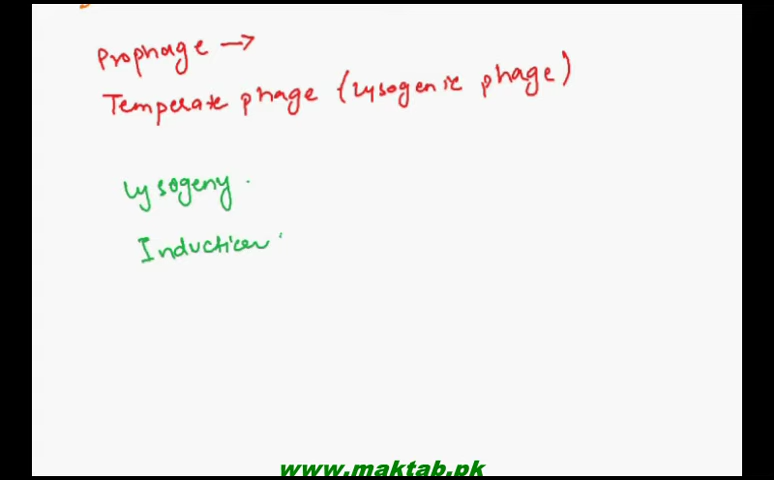 Prophage →
Temperate phage (Lysogenic phage)
Lysogeny.
Induction:
www.maktab.pk